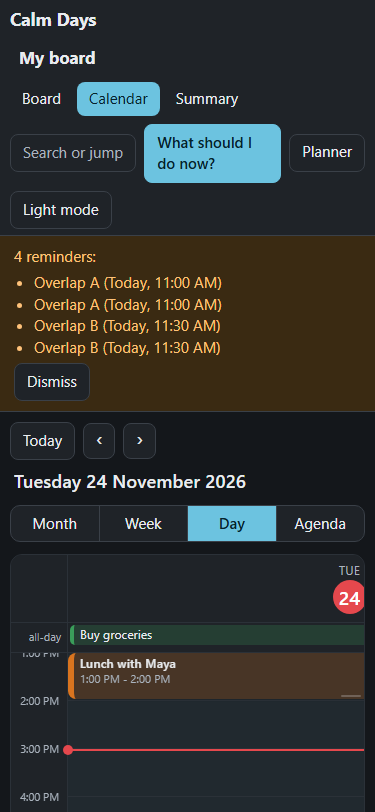 Calm Days
My board
Board Calendar Summary
Search or jump
What should I
do now?
Planner
Light mode
4 reminders:
• Overlap A (Today, 11:00 AM)
• Overlap A (Today, 11:00 AM)
• Overlap B (Today, 11:30 AM)
• Overlap B (Today, 11:30 AM)
Dismiss
Today ‹ ›
Tuesday 24 November 2026
Month Week Day Agenda
TUE
24
all-day Buy groceries
1:00 PM
Lunch with Maya
1:00 PM - 2:00 PM
2:00 PM
3:00 PM
4:00 PM